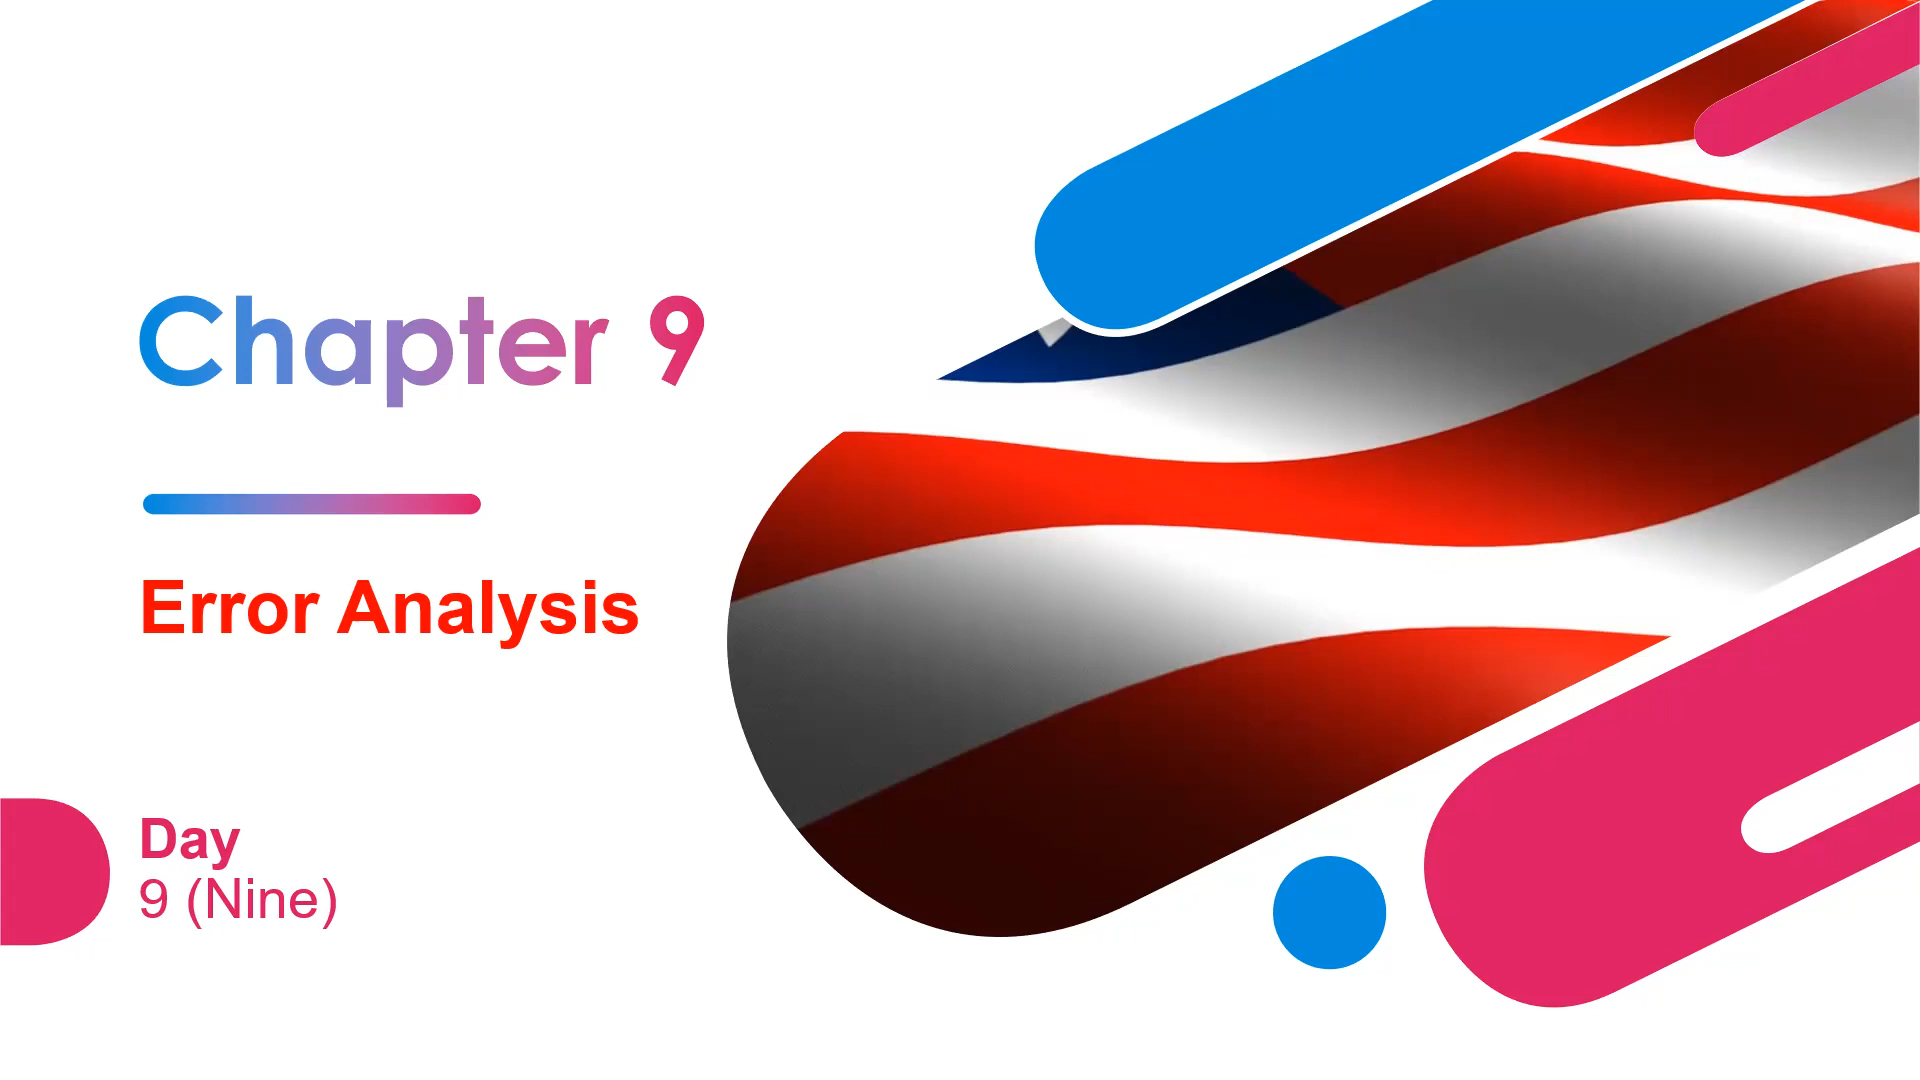 Chapter 9
Error Analysis
Day
9 (Nine)